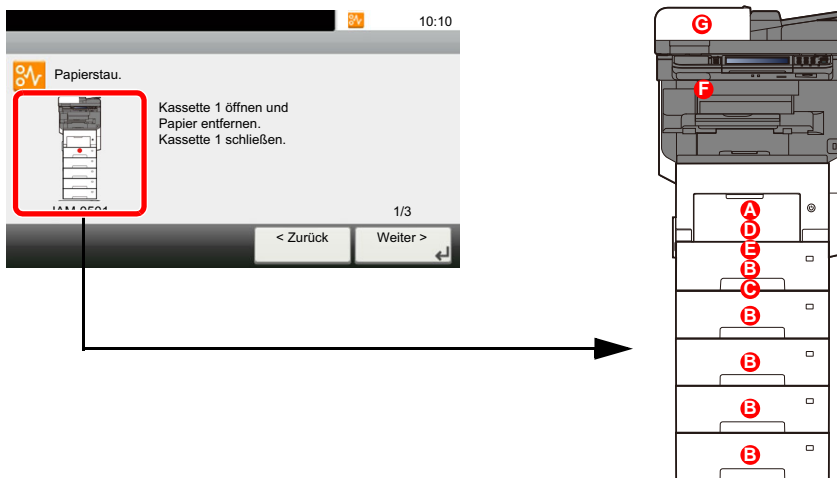 10:10
Papierstau.
Kassette 1 öffnen und
Papier entfernen.
Kassette 1 schließen.
1/3
< Zurück
Weiter >
G
F
A
D
E
B
C
B
B
B
B